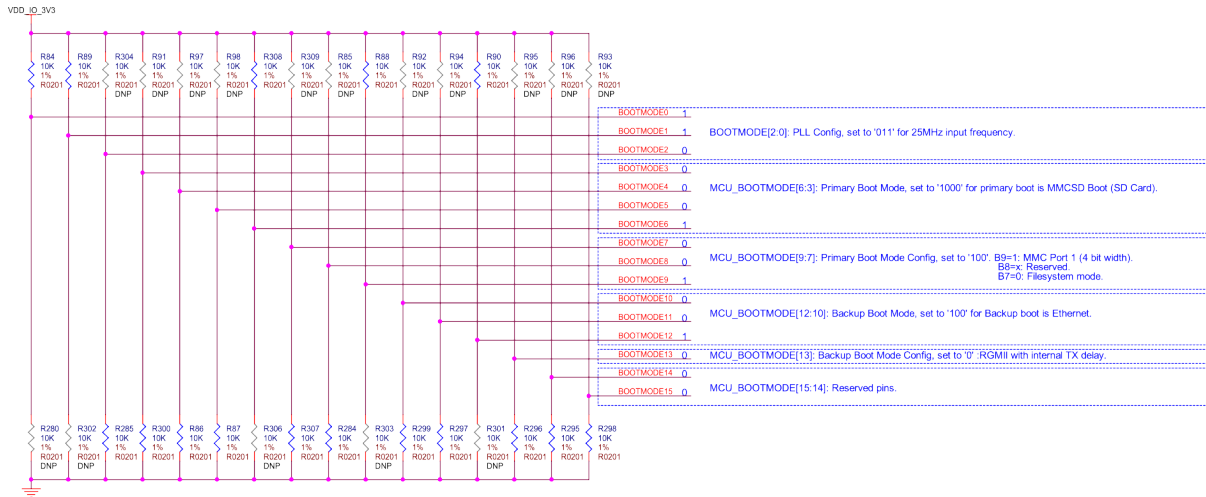 VDD_IO_3V3
R84 R89 R304 R91 R97 R98 R308 R309 R85 R88 R92 R94 R90 R95 R96 R93
10K 10K 10K 10K 10K 10K 10K 10K 10K 10K 10K 10K 10K 10K 10K 10K
1% 1% 1% 1% 1% 1% 1% 1% 1% 1% 1% 1% 1% 1% 1% 1%
R0201 R0201 R0201 R0201 R0201 R0201 R0201 R0201 R0201 R0201 R0201 R0201 R0201 R0201 R0201 R0201
DNP DNP DNP DNP DNP DNP DNP DNP DNP DNP DNP
BOOTMODE0 1
BOOTMODE1 1 BOOTMODE[2:0]: PLL Config, set to '011' for 25MHz input frequency.
BOOTMODE2 0
BOOTMODE3 0
BOOTMODE4 0 MCU_BOOTMODE[6:3]: Primary Boot Mode, set to '1000' for primary boot is MMCSD Boot (SD Card).
BOOTMODE5 0
BOOTMODE6 1
BOOTMODE7 0
BOOTMODE8 0 MCU_BOOTMODE[9:7]: Primary Boot Mode Config, set to '100'. B9=1: MMC Port 1 (4 bit width).
B8=x: Reserved.
B7=0: Filesystem mode.
BOOTMODE9 1
BOOTMODE10 0
BOOTMODE11 0 MCU_BOOTMODE[12:10]: Backup Boot Mode, set to '100' for Backup boot is Ethernet.
BOOTMODE12 1
BOOTMODE13 0 MCU_BOOTMODE[13]: Backup Boot Mode Config, set to '0' :RGMII with internal TX delay.
BOOTMODE14 0
BOOTMODE15 0 MCU_BOOTMODE[15:14]: Reserved pins.
R280 R302 R285 R300 R86 R87 R306 R307 R284 R303 R299 R297 R301 R296 R295 R298
10K 10K 10K 10K 10K 10K 10K 10K 10K 10K 10K 10K 10K 10K 10K 10K
1% 1% 1% 1% 1% 1% 1% 1% 1% 1% 1% 1% 1% 1% 1% 1%
R0201 R0201 R0201 R0201 R0201 R0201 R0201 R0201 R0201 R0201 R0201 R0201 R0201 R0201 R0201 R0201
DNP DNP DNP DNP DNP